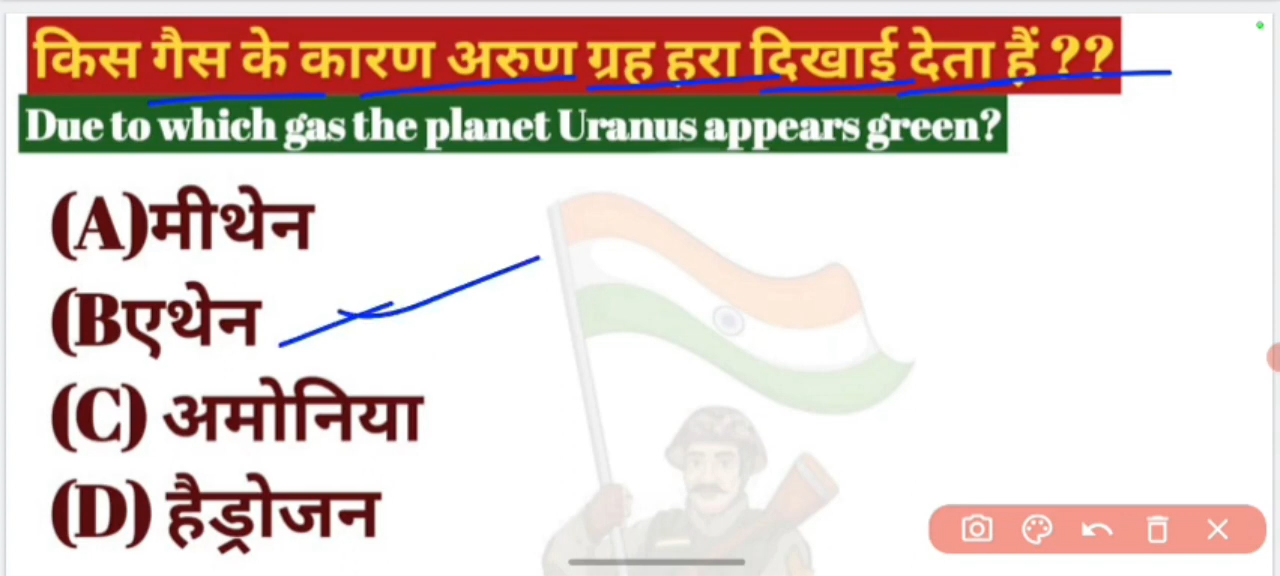 किस गैस के कारण अरुण ग्रह हरा दिखाई देता हैं ??
Due to which gas the planet Uranus appears green?
(A)मीथेन
(Bएथेन
(C) अमोनिया
(D) हैड्रोजन